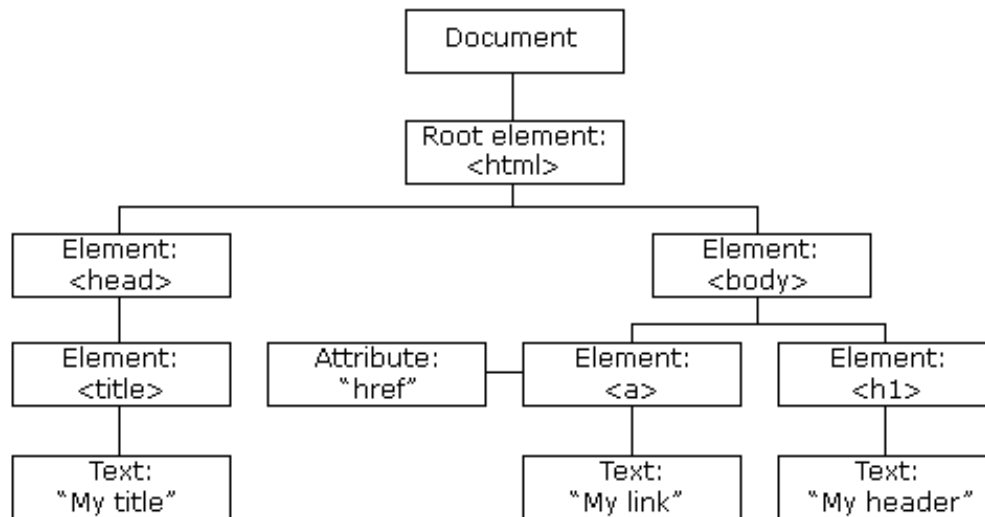 Document
Root element:
<html>
Element:
<head>
Element:
<body>
Element:
<title>
Attribute:
“href”
Element:
<a>
Element:
<h1>
Text:
“My title”
Text:
“My link”
Text:
“My header”